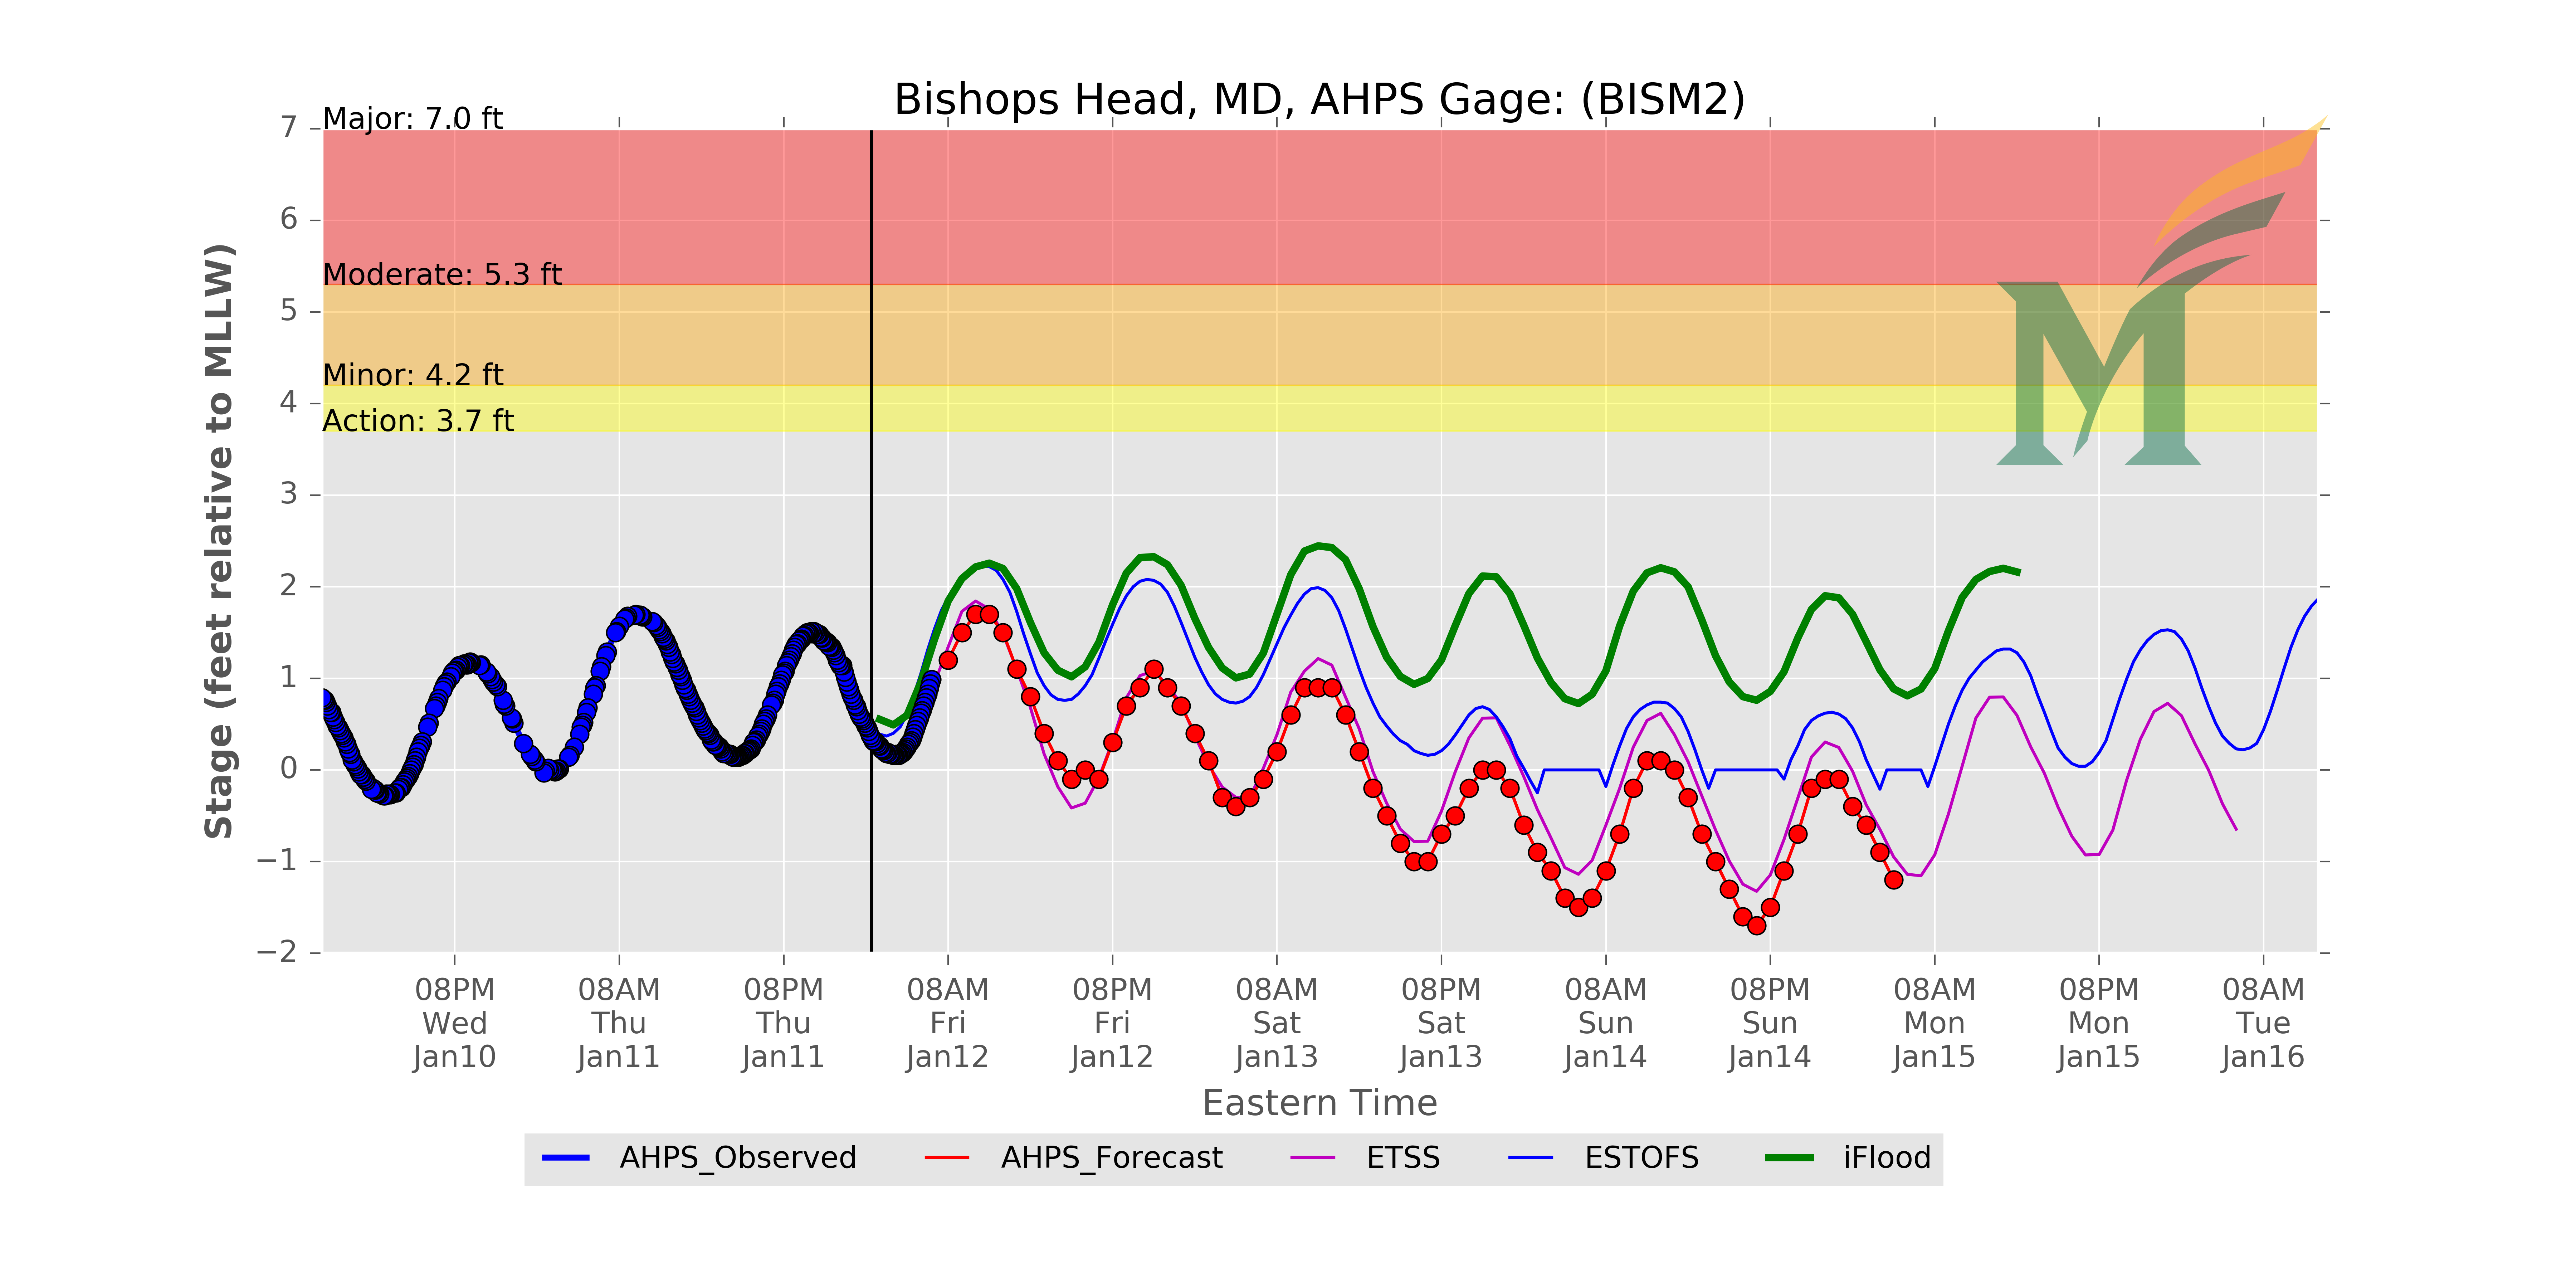 Bishops Head, MD, AHPS Gage: (BISM2)
Major: 7.0 ft
Moderate: 5.3 ft
Minor: 4.2 ft
Action: 3.7 ft
Stage (feet relative to MLLW)
7
6
5
4
3
2
1
0
−1
−2
08PM Wed Jan10
08AM Thu Jan11
08PM Thu Jan11
08AM Fri Jan12
08PM Fri Jan12
08AM Sat Jan13
08PM Sat Jan13
08AM Sun Jan14
08PM Sun Jan14
08AM Mon Jan15
08PM Mon Jan15
08AM Tue Jan16
Eastern Time
AHPS_Observed AHPS_Forecast ETSS ESTOFS iFlood
M